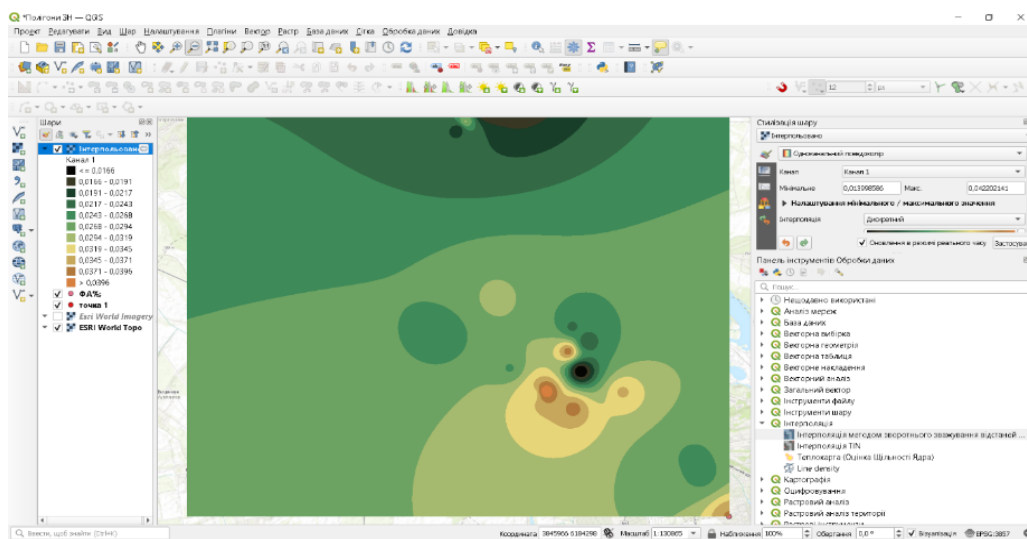 *Полігони ЗН — QGIS
Проєкт Редагувати Вид Шар Налаштування Плагіни Вектор Растр База даних Сітка Обробка даних Довідка
12
px
Шари
Інтерпольован
Канал 1
<= 0.0166
0,0166 - 0,0191
0,0191 - 0,0217
0,0217 - 0,0243
0,0243 - 0,0268
0,0268 - 0,0294
0,0294 - 0,0319
0,0319 - 0,0345
0,0345 - 0,0371
0,0371 - 0,0396
> 0,0396
ФА%;
точка 1
Esri World Imagery
ESRI World Topo
Стилізація шару
Інтерпольовано
Одноканальний псевдоколір
Канал Канал 1
Мінімальне 0,013998586 Макс. 0,042202141
Налаштування мінімального / максимального значення
Інтерполяція Дискретний
Оновлення в режимі реального часу Застосува
Панель інструментів Обробки даних
Пошук...
Нещодавно використані
Аналіз мереж
База даних
Векторна вибірка
Векторна геометрія
Векторна таблиця
Векторне накладення
Векторний аналіз
Загальний вектор
Інструменти файлу
Інструменти шару
Інтерполяція
Інтерполяція методом зворотнього зважування відстаней ...
Інтерполяція TIN
Теплокарта (Оцінка Щільності Ядра)
Line density
Картографія
Оцифровування
Растровий аналіз
Растровий аналіз території
Растрові інструменти
Ввести, щоб знайти (Ctrl+K) Координата 3845966 6184298 Масштаб 1:130865 Наближення 100% Обертання 0,0 ° Візуалізація EPSG:3857